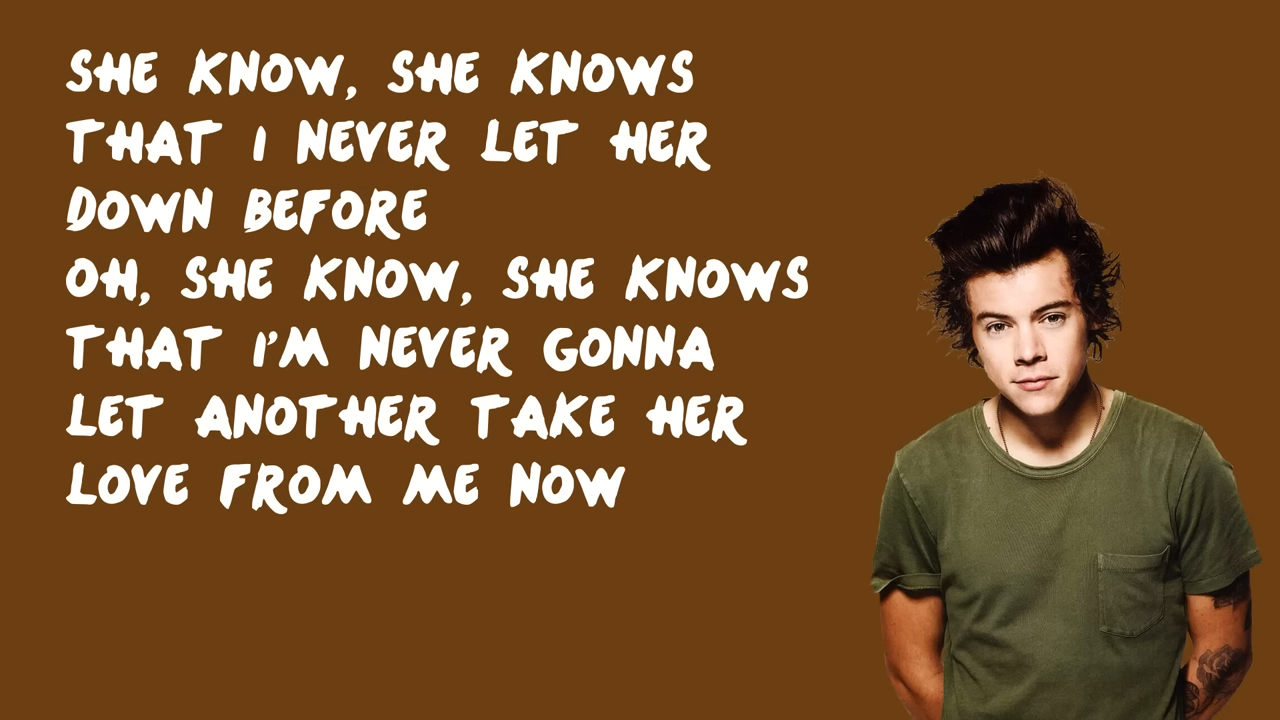 SHE KNOW, SHE KNOWS
THAT I NEVER LET HER
DOWN BEFORE
OH, SHE KNOW, SHE KNOWS
THAT I'M NEVER GONNA
LET ANOTHER TAKE HER
LOVE FROM ME NOW